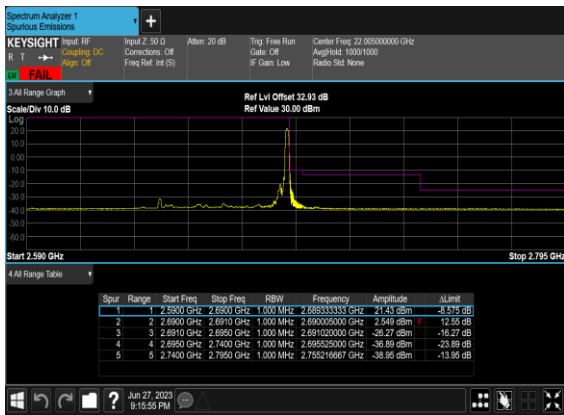 Spectrum Analyzer 1
Spurious Emissions
+
KEYSIGHT Input: RF Input Z: 50 Ω Atten: 20 dB Trig: Free Run Center Freq: 22.005000000 GHz
R T Coupling: DC Corrections: Off Gate: Off Avg|Hold: 1000/1000
Align: Off Freq Ref: Int (S) IF Gain: Low Radio Std: None
FAIL
3 All Range Graph
Ref Lvl Offset 32.93 dB
Scale/Div 10.0 dB Ref Value 30.00 dBm
Log
20.0
10.0
0.00
-10.0
-20.0
-30.0
-40.0
-50.0
-60.0
Start 2.590 GHz Stop 2.795 GHz
4 All Range Table
Spur Range Start Freq Stop Freq RBW Frequency Amplitude ΔLimit
1 1 2.5900 GHz 2.6900 GHz 1.000 MHz 2.689333333 GHz 21.43 dBm -8.575 dB
2 2 2.6900 GHz 2.6910 GHz 1.000 MHz 2.690005000 GHz 2.549 dBm F 12.55 dB
3 3 2.6910 GHz 2.6950 GHz 1.000 MHz 2.691020000 GHz -26.27 dBm -16.27 dB
4 4 2.6950 GHz 2.7400 GHz 1.000 MHz 2.695525000 GHz -36.89 dBm -23.89 dB
5 5 2.7400 GHz 2.7950 GHz 1.000 MHz 2.755216667 GHz -38.95 dBm -13.95 dB
? Jun 27, 2023
9:15:55 PM